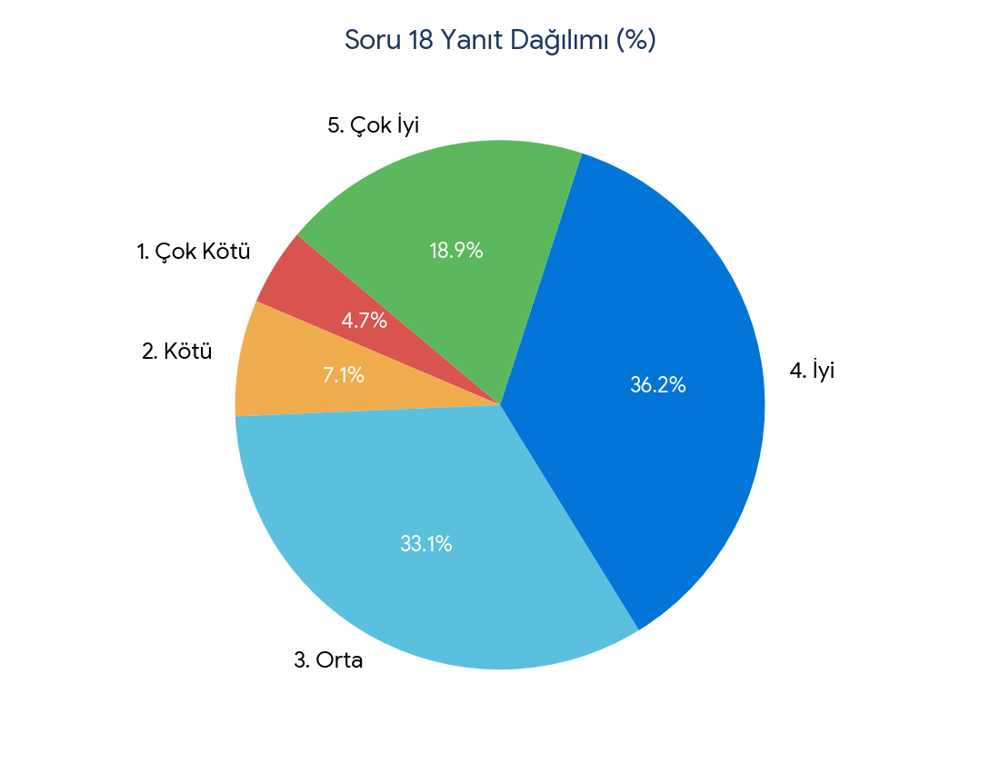 Soru 18 Yanıt Dağılımı (%)
5. Çok İyi
18.9%
1. Çok Kötü
4.7%
2. Kötü
7.1%
4. İyi
36.2%
33.1%
3. Orta